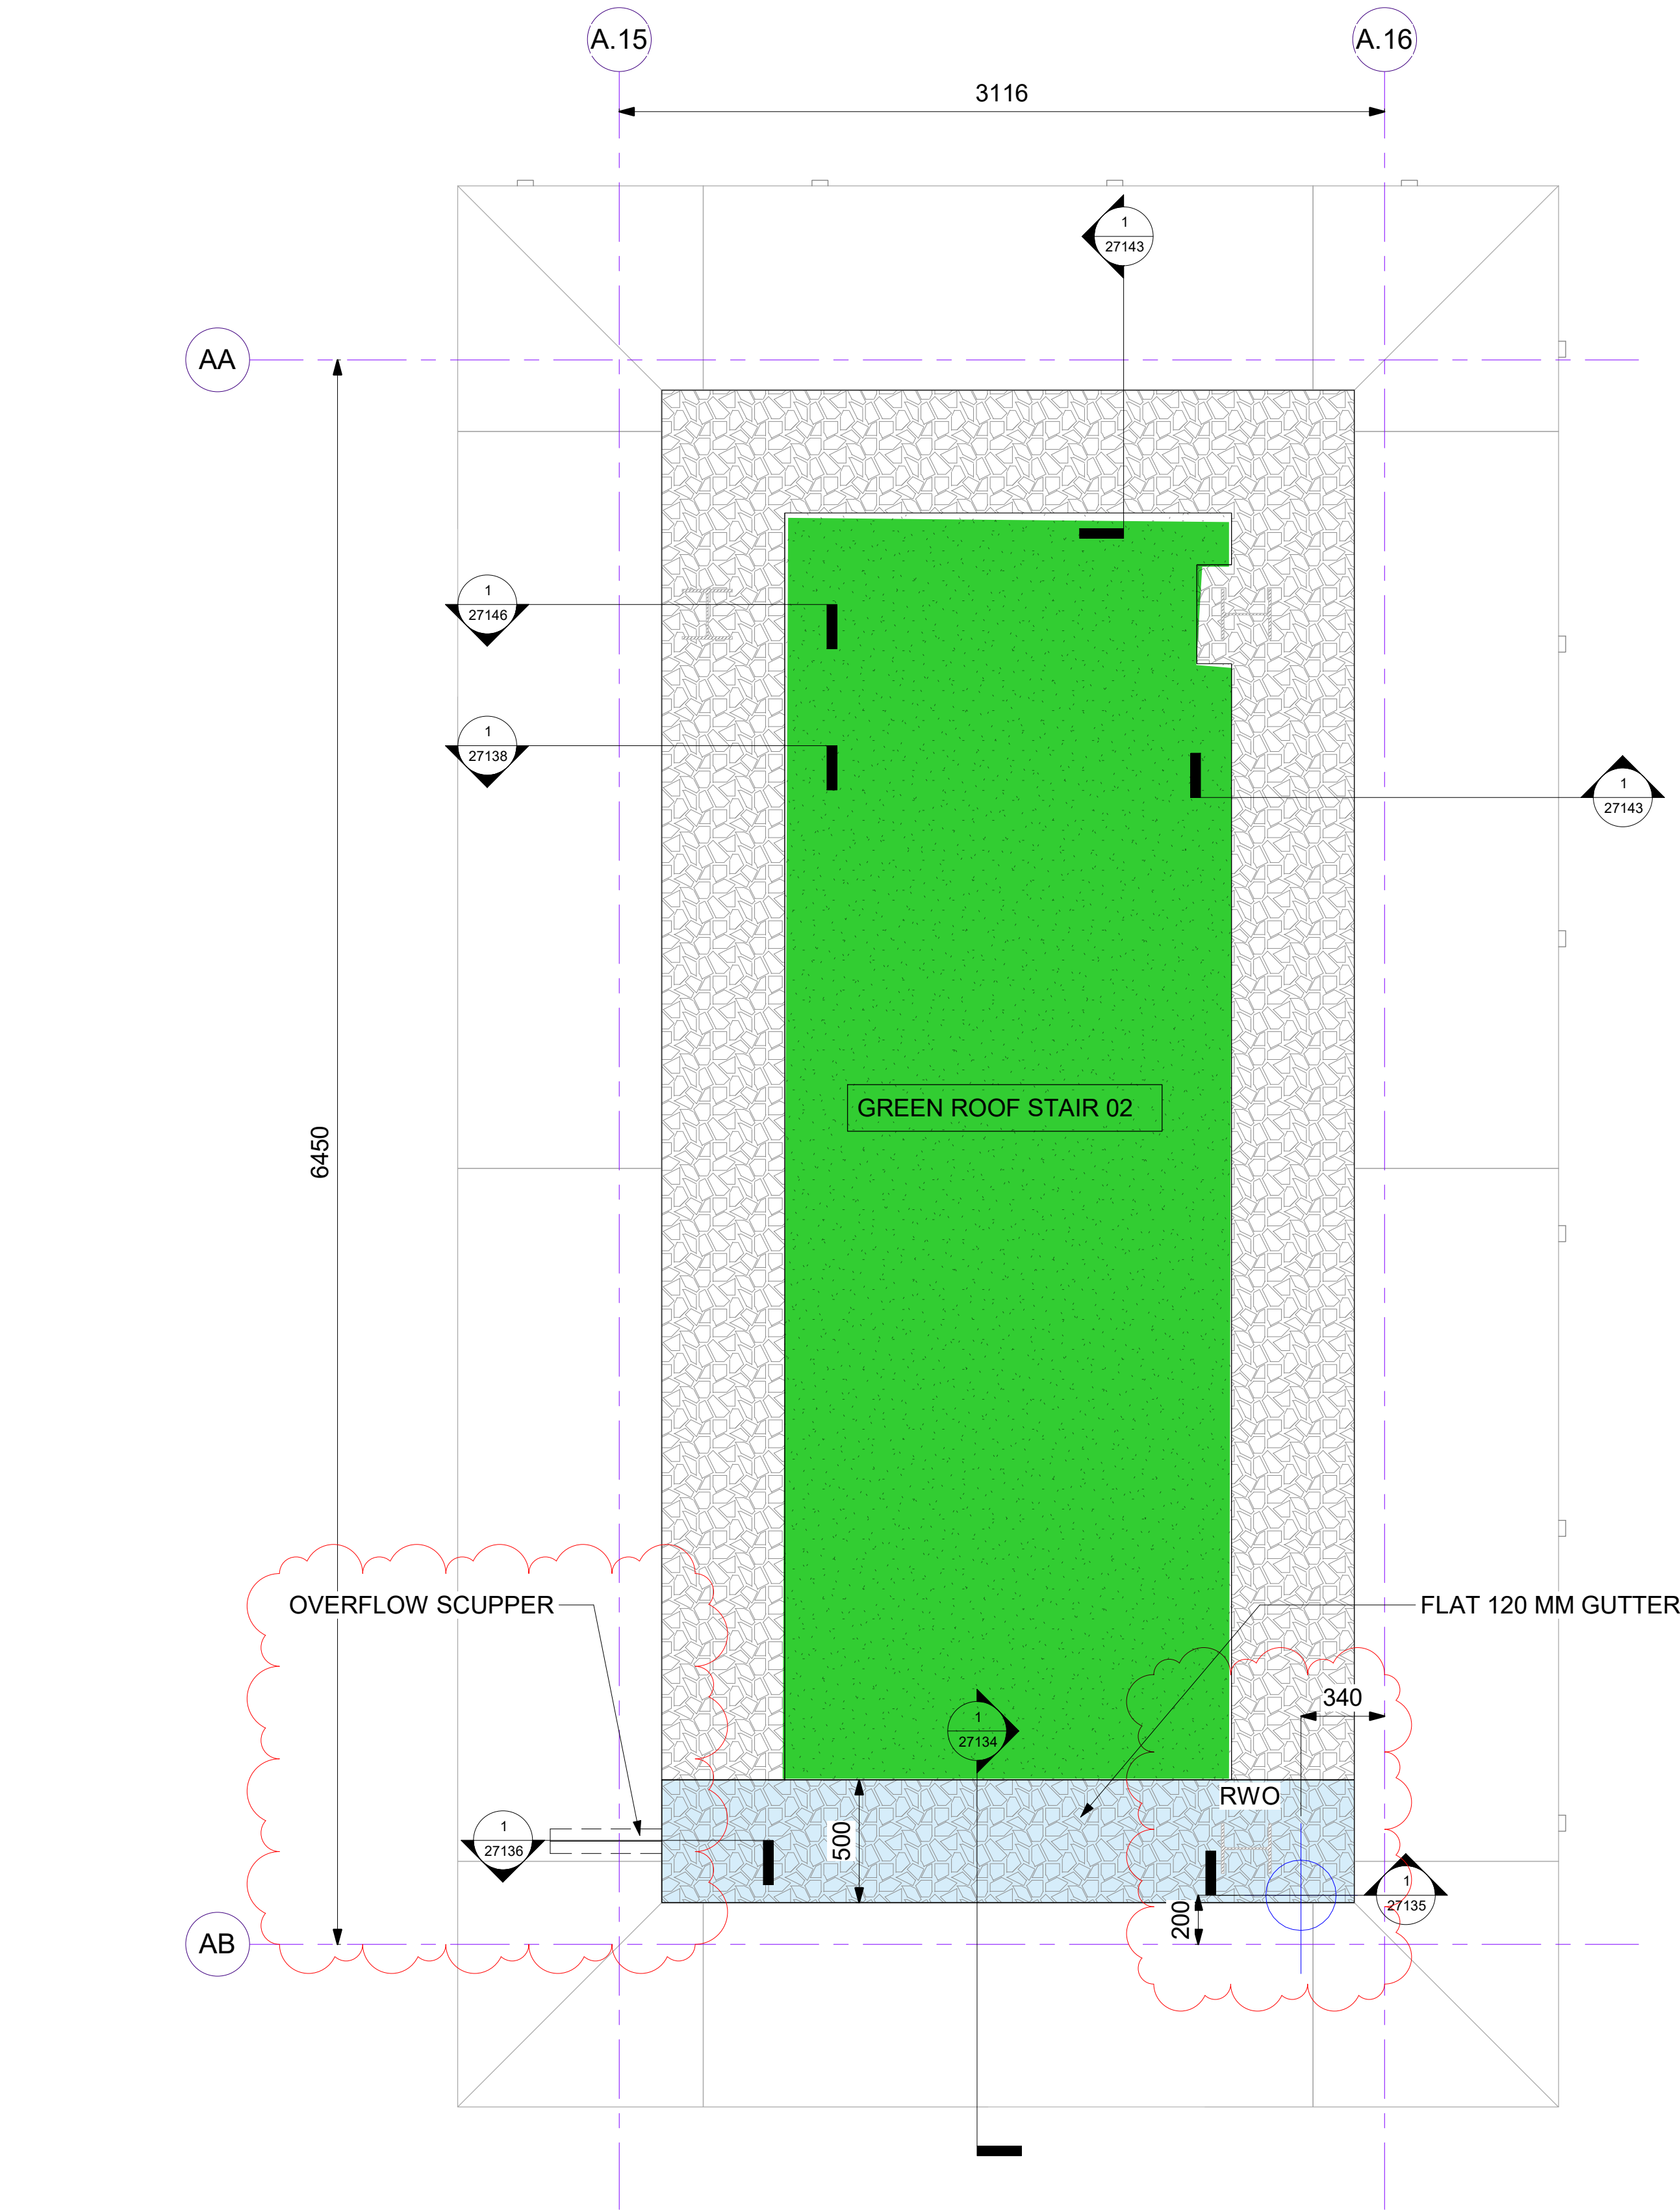 A.15
A.16
3116
1
27143
AA
1
27146
1
27138
1
27143
GREEN ROOF STAIR 02
6450
OVERFLOW SCUPPER
FLAT 120 MM GUTTER
340
1
27134
RWO
1
27136
500
1
27135
200
AB